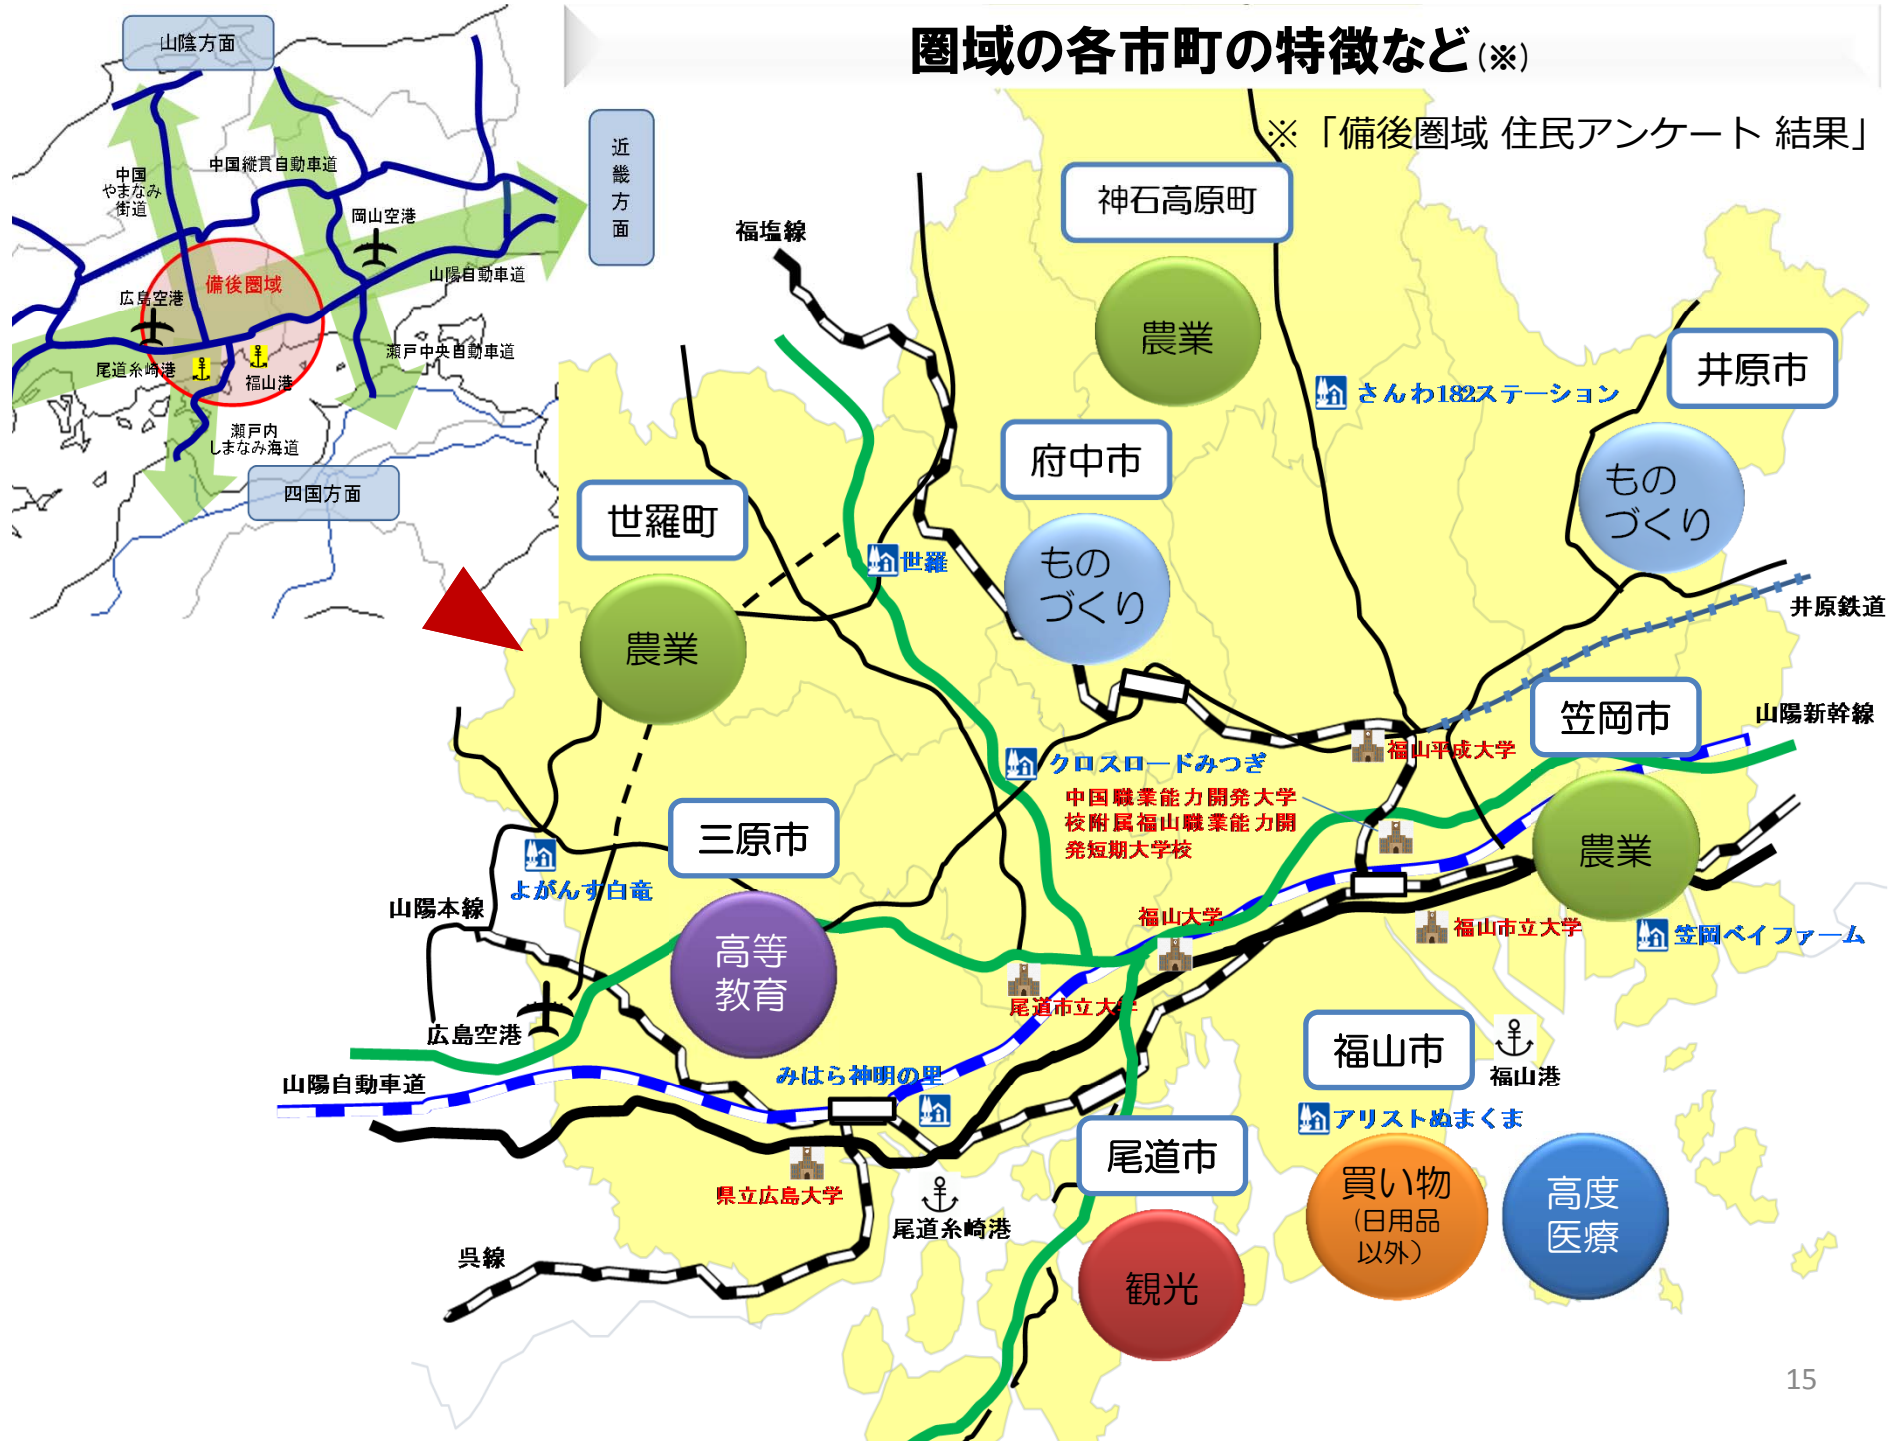 圏域の各市町の特徴など(※)
※「備後圏域 住民アンケート 結果」
山陰方面
近畿方面
中国
やまなみ
街道
中国縦貫自動車道
岡山空港
山陽自動車道
備後圏域
広島空港
瀬戸中央自動車道
尾道糸崎港
福山港
瀬戸内
しまなみ海道
四国方面
福塩線
神石高原町
農業
さんわ182ステーション
井原市
もの
づくり
府中市
もの
づくり
世羅町
世羅
農業
井原鉄道
笠岡市
山陽新幹線
農業
福山平成大学
クロスロードみつぎ
中国職業能力開発大学
校附属福山職業能力開
発短期大学校
三原市
高等
教育
よがんす白竜
山陽本線
福山大学
福山市立大学
笠岡ベイファーム
尾道市立大学
広島空港
山陽自動車道
みはら神明の里
福山市
福山港
アリストぬまくま
買い物
(日用品
以外)
高度
医療
尾道市
観光
県立広島大学
尾道糸崎港
呉線
15